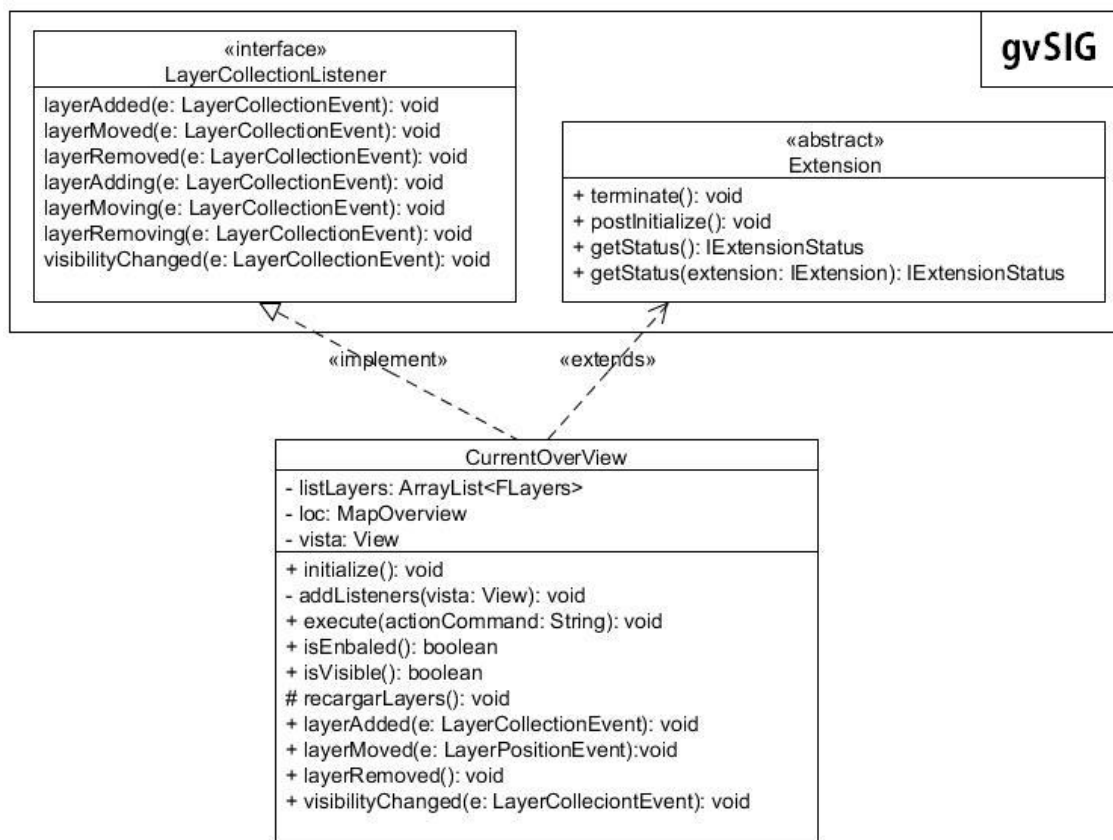 gvSIG
«interface»
LayerCollectionListener
layerAdded(e: LayerCollectionEvent): void
layerMoved(e: LayerCollectionEvent): void
layerRemoved(e: LayerCollectionEvent): void
layerAdding(e: LayerCollectionEvent): void
layerMoving(e: LayerCollectionEvent): void
layerRemoving(e: LayerCollectionEvent): void
visibilityChanged(e: LayerCollectionEvent): void
«abstract»
Extension
+ terminate(): void
+ postInitialize(): void
+ getStatus(): IExtensionStatus
+ getStatus(extension: IExtension): IExtensionStatus
«implement»
«extends»
CurrentOverView
- listLayers: ArrayList<FLayers>
- loc: MapOverview
- vista: View
+ initialize(): void
- addListeners(vista: View): void
+ execute(actionCommand: String): void
+ isEnbaled(): boolean
+ isVisible(): boolean
# recargarLayers(): void
+ layerAdded(e: LayerCollectionEvent): void
+ layerMoved(e: LayerPositionEvent):void
+ layerRemoved(): void
+ visibilityChanged(e: LayerColleciontEvent): void